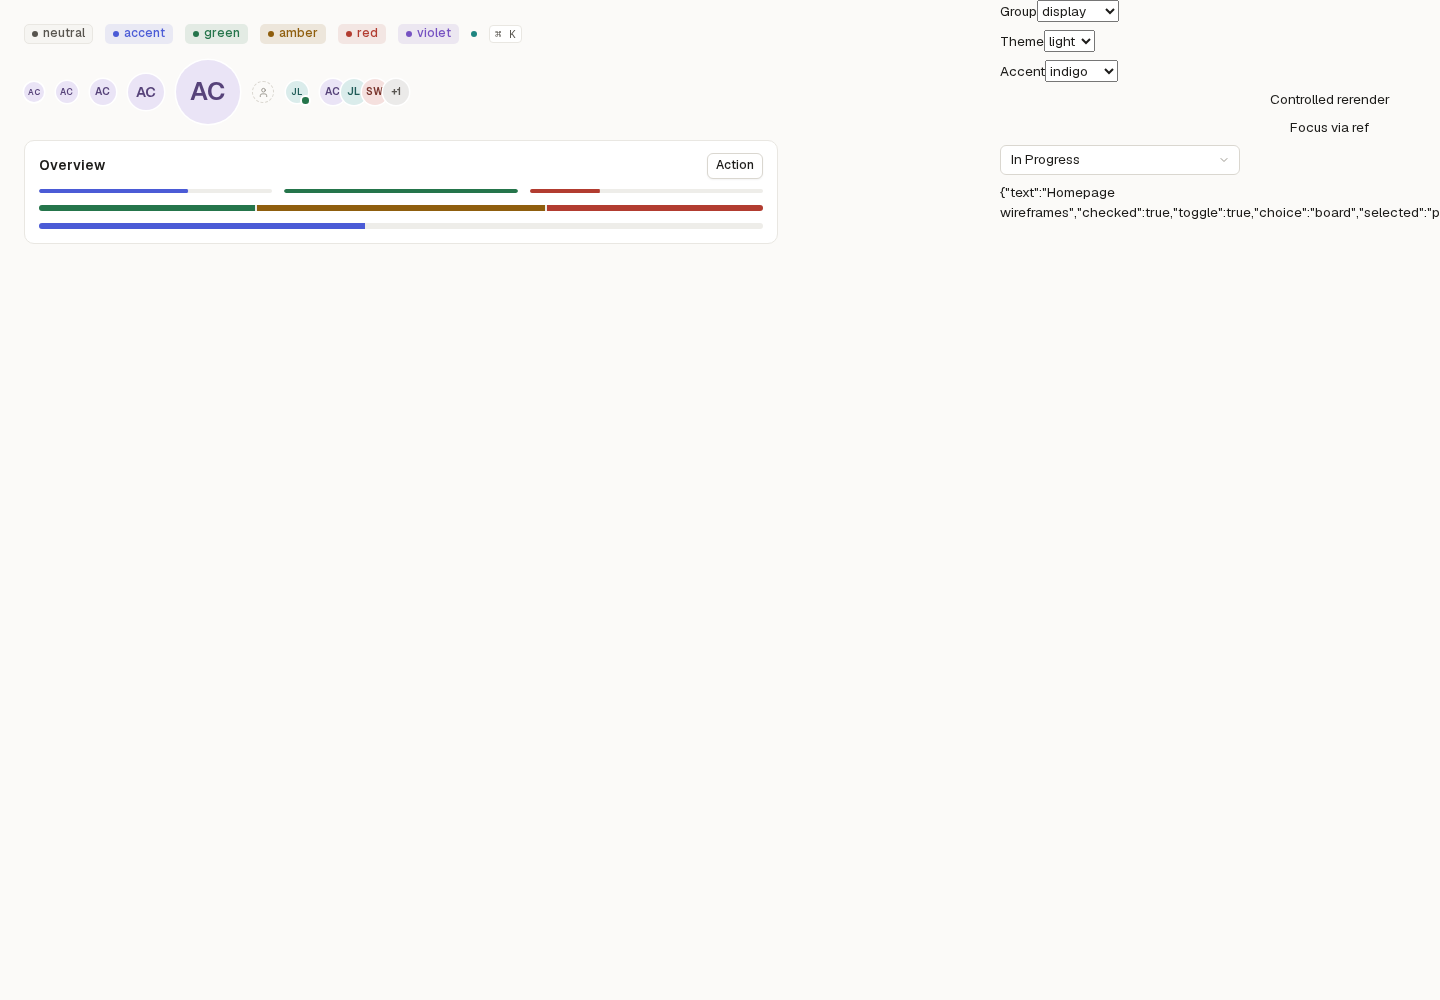 neutral accent green amber red violet ⌘ K
AC AC AC AC AC JL AC JL SW +1
Overview Action
Group display
Theme light
Accent indigo
Controlled rerender
Focus via ref
In Progress
{"text":"Homepage
wireframes","checked":true,"toggle":true,"choice":"board","selected":"p